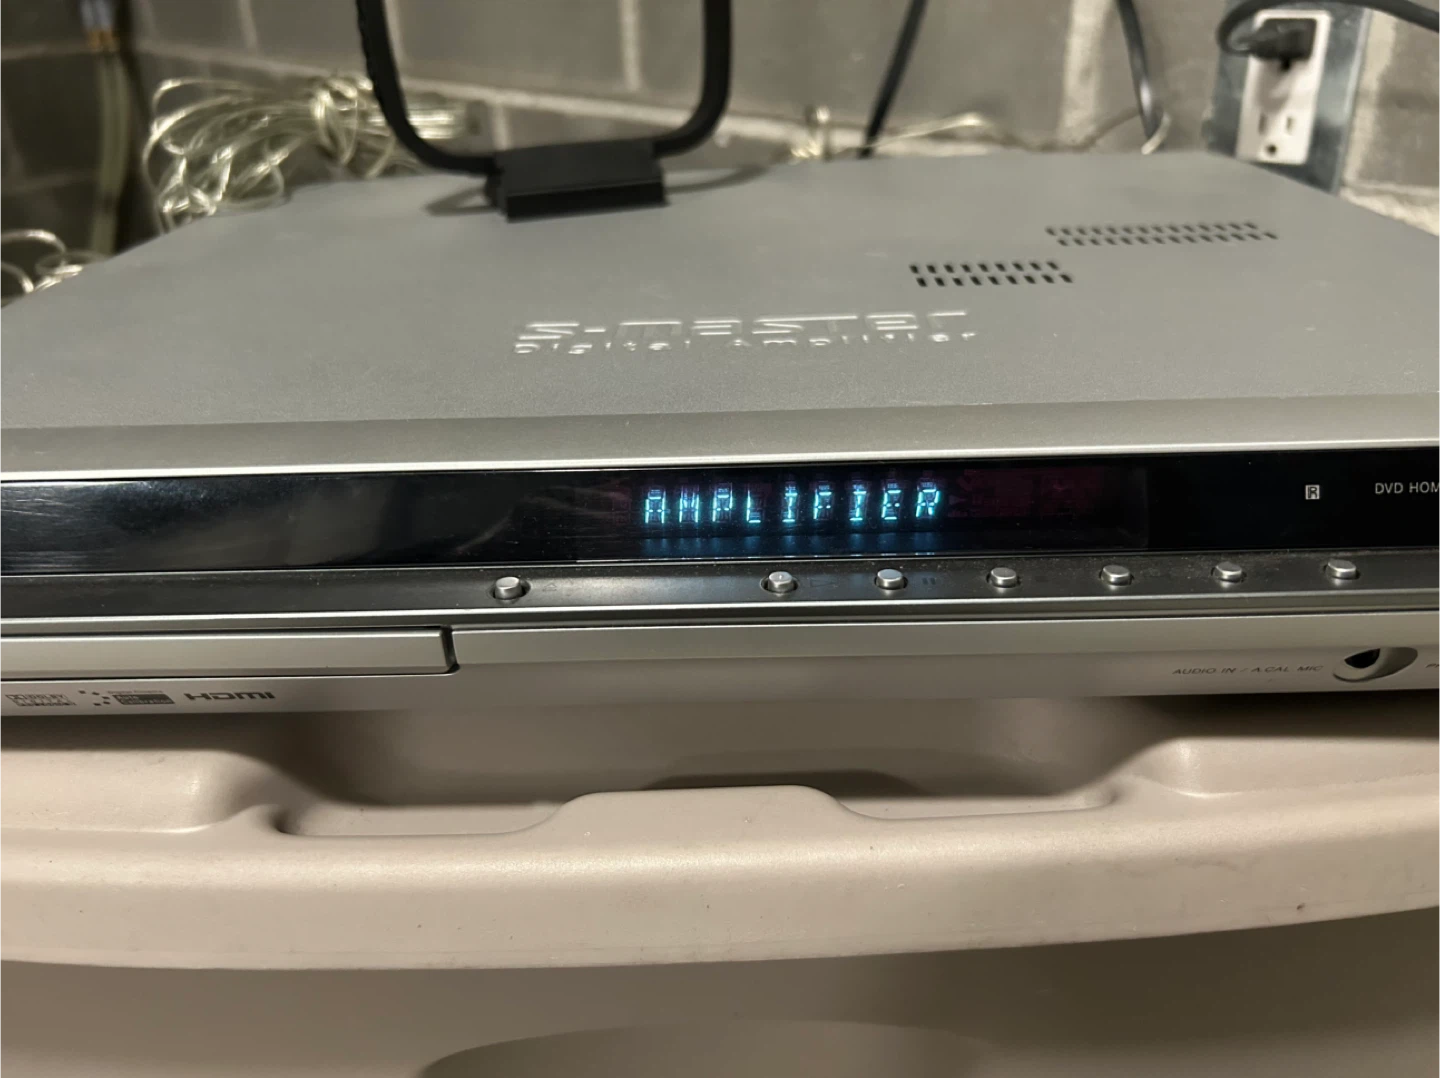 S-master
Digital Amplifier
AMPLIFIER
DVD HOM
AUDIO IN / A.CAL MIC
HDMI